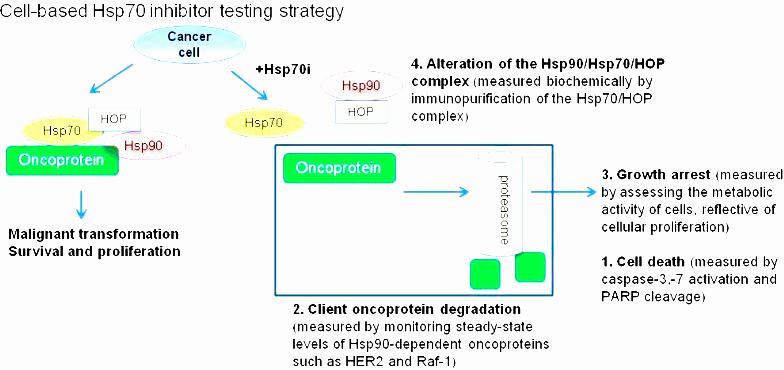 Cell-based Hsp70 inhibitor testing strategy
Cancer
cell
+Hsp70i
Hsp90
HOP
Hsp70
4. Alteration of the Hsp90/Hsp70/HOP
complex (measured biochemically by
immunopurification of the Hsp70/HOP
complex)
HOP
Hsp70
Hsp90
Oncoprotein
Malignant transformation
Survival and proliferation
Oncoprotein
proteasome
3. Growth arrest (measured
by assessing the metabolic
activity of cells, reflective of
cellular proliferation)
1. Cell death (measured by
caspase-3,-7 activation and
PARP cleavage)
2. Client oncoprotein degradation
(measured by monitoring steady-state
levels of Hsp90-dependent oncoproteins
such as HER2 and Raf-1)